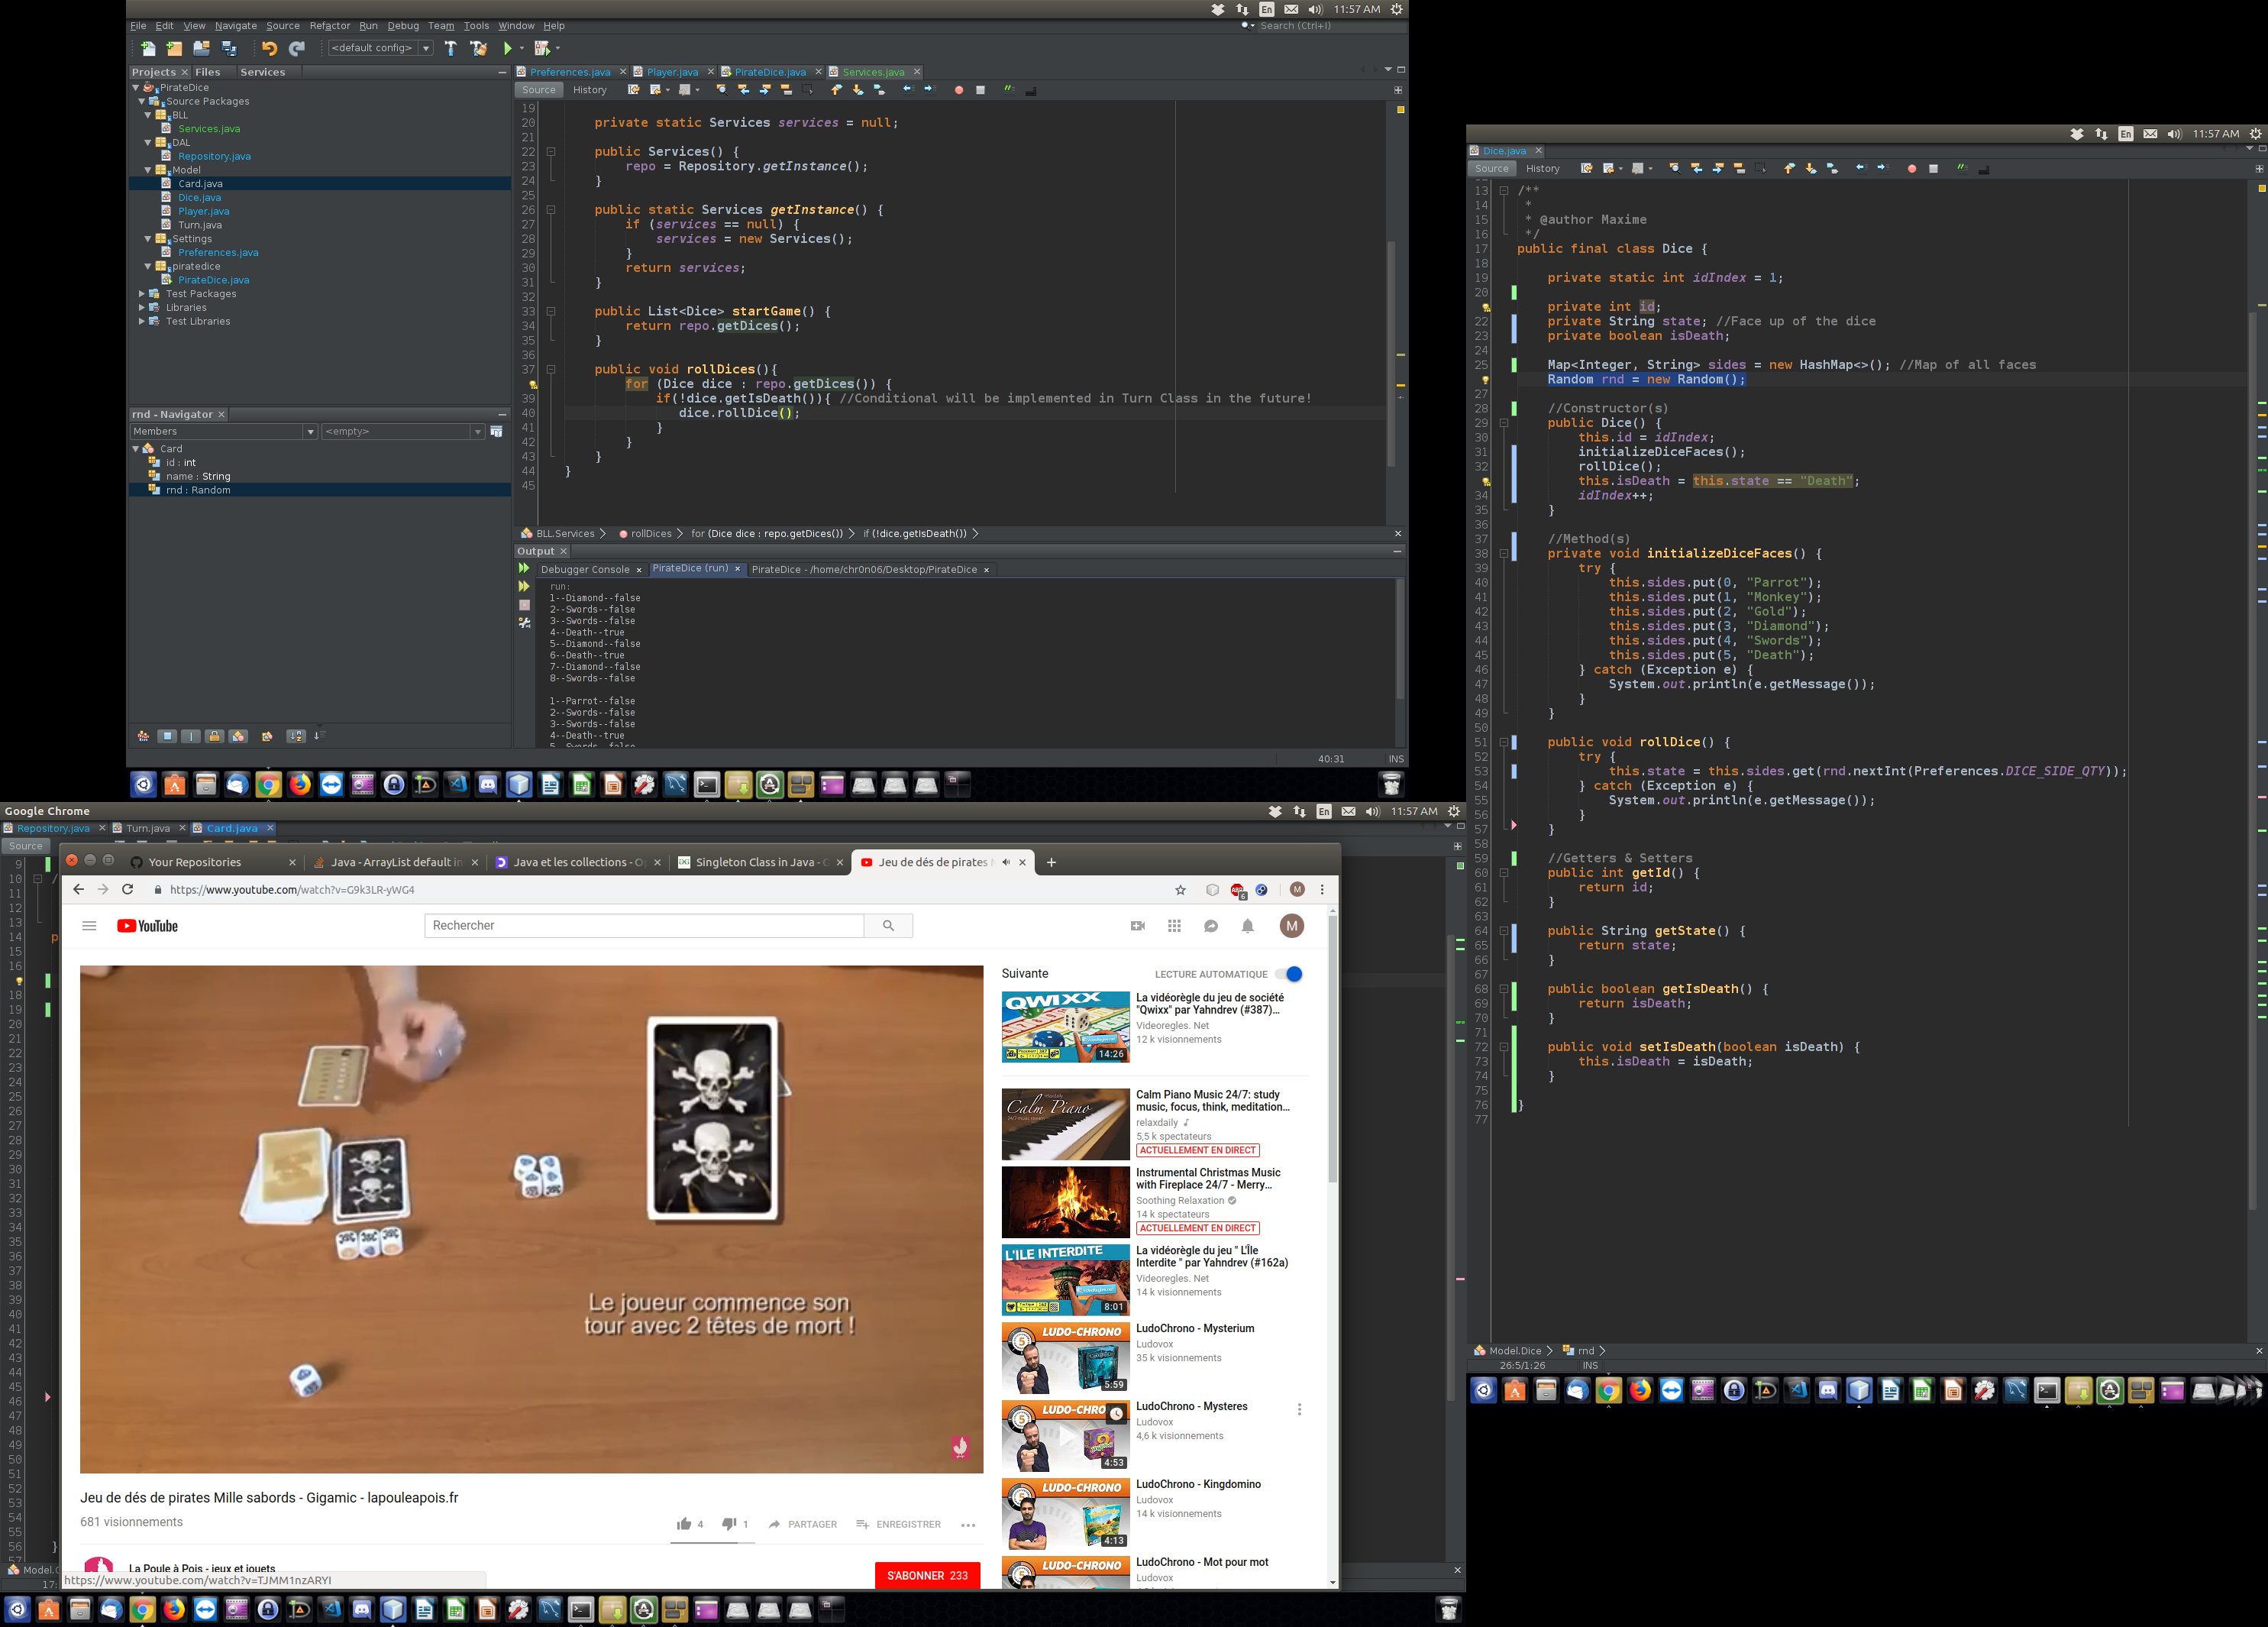 11:57 AM
File Edit View Navigate Source Refactor Run Debug Team Tools Window Help
Search (Ctrl+I)
<default config>
Projects Files Services
PirateDice
Source Packages
BLL
Services.java
DAL
Repository.java
Model
Card.java
Dice.java
Player.java
Turn.java
Settings
Preferences.java
piratedice
PirateDice.java
Test Packages
Libraries
Test Libraries
rnd - Navigator
Members <empty>
Card
id : int
name : String
rnd : Random
Preferences.java Player.java PirateDice.java Services.java
Source History
19
20 private static Services services = null;
21
22 public Services() {
23 repo = Repository.getInstance();
24 }
25
26 public static Services getInstance() {
27 if (services == null) {
28 services = new Services();
29 }
30 return services;
31 }
32
33 public List<Dice> startGame() {
34 return repo.getDices();
35 }
36
37 public void rollDices(){
for (Dice dice : repo.getDices()) {
39 if(!dice.getIsDeath()){ //Conditional will be implemented in Turn Class in the future!
40 dice.rollDice();
41 }
42 }
43 }
44 }
45
BLL.Services rollDices for (Dice dice : repo.getDices()) if (!dice.getIsDeath())
Output
Debugger Console PirateDice (run) PirateDice - /home/chr0n06/Desktop/PirateDice
run:
1--Diamond--false
2--Swords--false
3--Swords--false
4--Death--true
5--Diamond--false
6--Death--true
7--Diamond--false
8--Swords--false
1--Parrot--false
2--Swords--false
3--Swords--false
4--Death--true
5--Swords--false
40:31 INS
En 11:57 AM
Dice.java
Source History
13 /**
14 *
15 * @author Maxime
16 */
17 public final class Dice {
18
19 private static int idIndex = 1;
20
private int id;
22 private String state; //Face up of the dice
23 private boolean isDeath;
24
25 Map<Integer, String> sides = new HashMap<>(); //Map of all faces
Random rnd = new Random();
27
28 //Constructor(s)
29 public Dice() {
30 this.id = idIndex;
31 initializeDiceFaces();
32 rollDice();
this.isDeath = this.state == "Death";
34 idIndex++;
35 }
36
37 //Method(s)
38 private void initializeDiceFaces() {
39 try {
40 this.sides.put(0, "Parrot");
41 this.sides.put(1, "Monkey");
42 this.sides.put(2, "Gold");
43 this.sides.put(3, "Diamond");
44 this.sides.put(4, "Swords");
45 this.sides.put(5, "Death");
46 } catch (Exception e) {
47 System.out.println(e.getMessage());
48 }
49 }
50
51 public void rollDice() {
52 try {
53 this.state = this.sides.get(rnd.nextInt(Preferences.DICE_SIDE_QTY));
54 } catch (Exception e) {
55 System.out.println(e.getMessage());
56 }
57 }
58
59 //Getters & Setters
60 public int getId() {
61 return id;
62 }
63
64 public String getState() {
65 return state;
66 }
67
68 public boolean getIsDeath() {
69 return isDeath;
70 }
71
72 public void setIsDeath(boolean isDeath) {
73 this.isDeath = isDeath;
74 }
75
76 }
77
Model.Dice rnd
26:5/1:26 INS
Google Chrome
En 11:57 AM
Repository.java Turn.java Card.java
Source
Your Repositories Java - ArrayList default in Java et les collections - O Singleton Class in Java - Jeu de dés de pirates
https://www.youtube.com/watch?v=G9k3LR-yWG4
YouTube
Rechercher
M
Le joueur commence son
tour avec 2 têtes de mort !
Jeu de dés de pirates Mille sabords - Gigamic - lapouleapois.fr
681 visionnements
4 1 PARTAGER ENREGISTRER
La Poule à Pois - jeux et jouets
S'ABONNER 233
https://www.youtube.com/watch?v=TJMM1nzARYI
Suivante LECTURE AUTOMATIQUE
QWIXX
14:26
La vidéorègle du jeu de société
"Qwixx" par Yahndrev (#387)...
Videoregles. Net
12 k visionnements
Calm Piano
Calm Piano Music 24/7: study
music, focus, think, meditation...
relaxdaily
5,5 k spectateurs
ACTUELLEMENT EN DIRECT
Instrumental Christmas Music
with Fireplace 24/7 - Merry...
Soothing Relaxation
14 k spectateurs
ACTUELLEMENT EN DIRECT
L'ILE INTERDITE
8:01
La vidéorègle du jeu " L'Île
Interdite " par Yahndrev (#162a)
Videoregles. Net
14 k visionnements
LUDO-CHRONO
5:59
LudoChrono - Mysterium
Ludovox
35 k visionnements
LUDO-CHRO
4:53
LudoChrono - Mysteres
Ludovox
4,6 k visionnements
LUDO-CHRONO
4:13
LudoChrono - Kingdomino
Ludovox
14 k visionnements
LUDO-CHRONO
LudoChrono - Mot pour mot
Ludovox